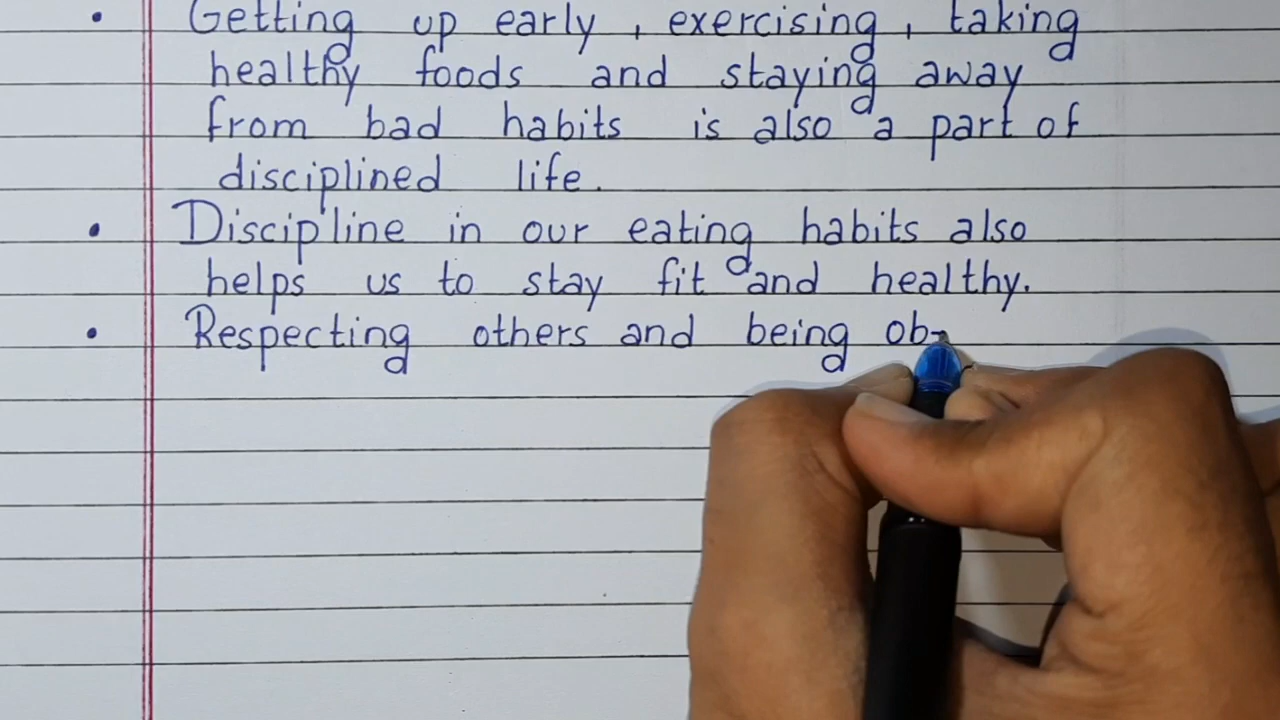 • Getting up early, exercising, taking
healthy foods and staying away
from bad habits is also a part of
disciplined life.
• Discipline in our eating habits also
helps us to stay fit and healthy.
• Respecting others and being ob